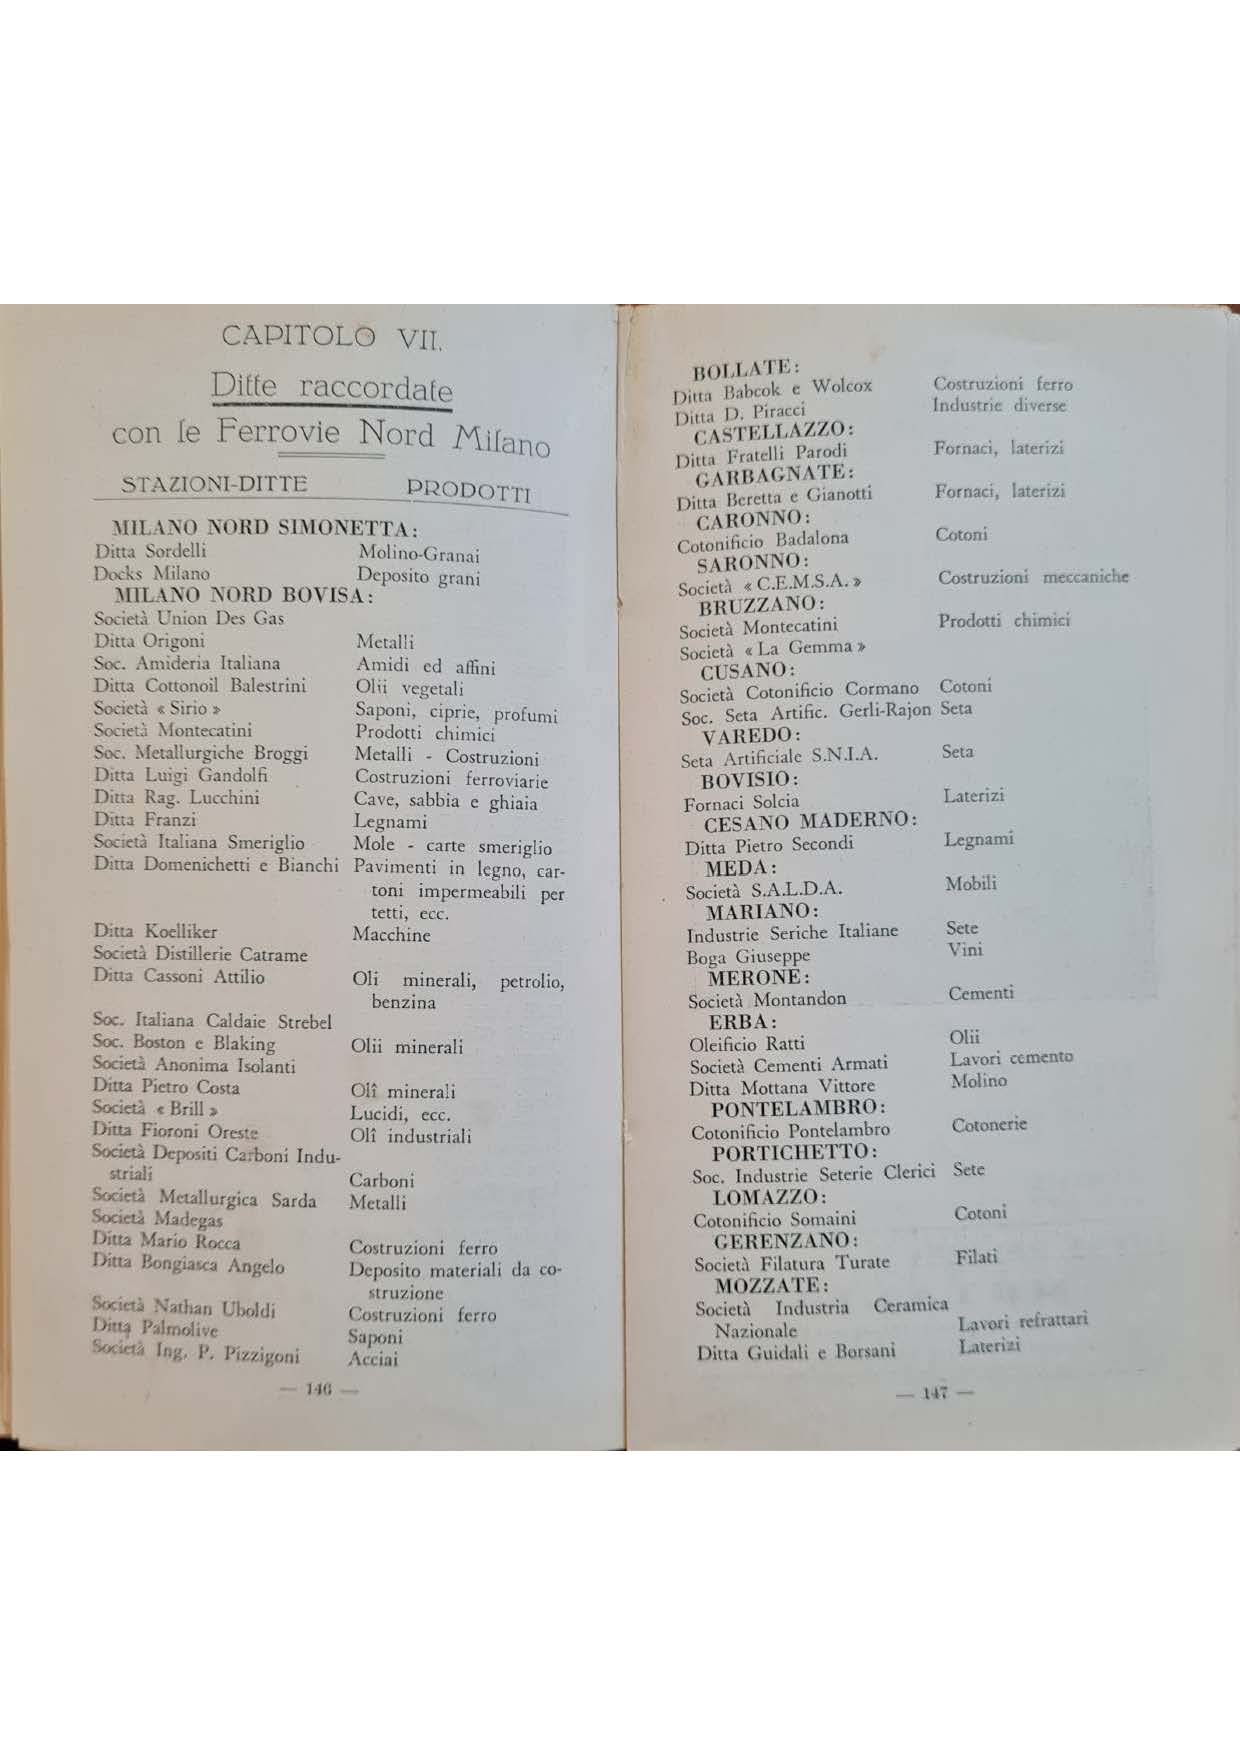 CAPITOLO VII.
Ditte raccordate
con le Ferrovie Nord Milano
STAZIONI-DITTE PRODOTTI
MILANO NORD SIMONETTA:
Ditta Sordelli Molino-Granai
Docks Milano Deposito grani
MILANO NORD BOVISA:
Società Union Des Gas
Ditta Origoni Metalli
Soc. Amideria Italiana Amidi ed affini
Ditta Cottonoil Balestrini Olii vegetali
Società « Sirio » Saponi, ciprie, profumi
Società Montecatini Prodotti chimici
Soc. Metallurgiche Broggi Metalli - Costruzioni
Ditta Luigi Gandolfi Costruzioni ferroviarie
Ditta Rag. Lucchini Cave, sabbia e ghiaia
Ditta Franzi Legnami
Società Italiana Smeriglio Mole - carte smeriglio
Ditta Domenichetti e Bianchi Pavimenti in legno, car-
toni impermeabili per
tetti, ecc.
Ditta Koelliker Macchine
Società Distillerie Catrame
Ditta Cassoni Attilio Oli minerali, petrolio,
benzina
Soc. Italiana Caldaie Strebel
Soc. Boston e Blaking Olii minerali
Società Anonima Isolanti
Ditta Pietro Costa Olî minerali
Società « Brill » Lucidi, ecc.
Ditta Fioroni Oreste Olî industriali
Società Depositi Carboni Indu-
striali Carboni
Società Metallurgica Sarda Metalli
Società Madegas
Ditta Mario Rocca Costruzioni ferro
Ditta Bongiasca Angelo Deposito materiali da co-
struzione
Società Nathan Uboldi Costruzioni ferro
Ditta Palmolive Saponi
Società Ing. P. Pizzigoni Acciai
— 146 —
BOLLATE:
Ditta Babcok e Wolcox Costruzioni ferro
Ditta D. Piracci Industrie diverse
CASTELLAZZO:
Ditta Fratelli Parodi Fornaci, laterizi
GARBAGNATE:
Ditta Beretta e Gianotti Fornaci, laterizi
CARONNO:
Cotonificio Badalona Cotoni
SARONNO:
Società « C.E.M.S.A. » Costruzioni meccaniche
BRUZZANO:
Società Montecatini Prodotti chimici
Società « La Gemma »
CUSANO:
Società Cotonificio Cormano Cotoni
Soc. Seta Artific. Gerli-Rajon Seta
VAREDO:
Seta Artificiale S.N.I.A. Seta
BOVISIO:
Fornaci Solcia Laterizi
CESANO MADERNO:
Ditta Pietro Secondi Legnami
MEDA:
Società S.A.L.D.A. Mobili
MARIANO:
Industrie Seriche Italiane Sete
Boga Giuseppe Vini
MERONE:
Società Montandon Cementi
ERBA:
Oleificio Ratti Olii
Società Cementi Armati Lavori cemento
Ditta Mottana Vittore Molino
PONTELAMBRO:
Cotonificio Pontelambro Cotonerie
PORTICHETTO:
Soc. Industrie Seterie Clerici Sete
LOMAZZO:
Cotonificio Somaini Cotoni
GERENZANO:
Società Filatura Turate Filati
MOZZATE:
Società Industria Ceramica
Nazionale Lavori refrattari
Ditta Guidali e Borsani Laterizi
— 147 —